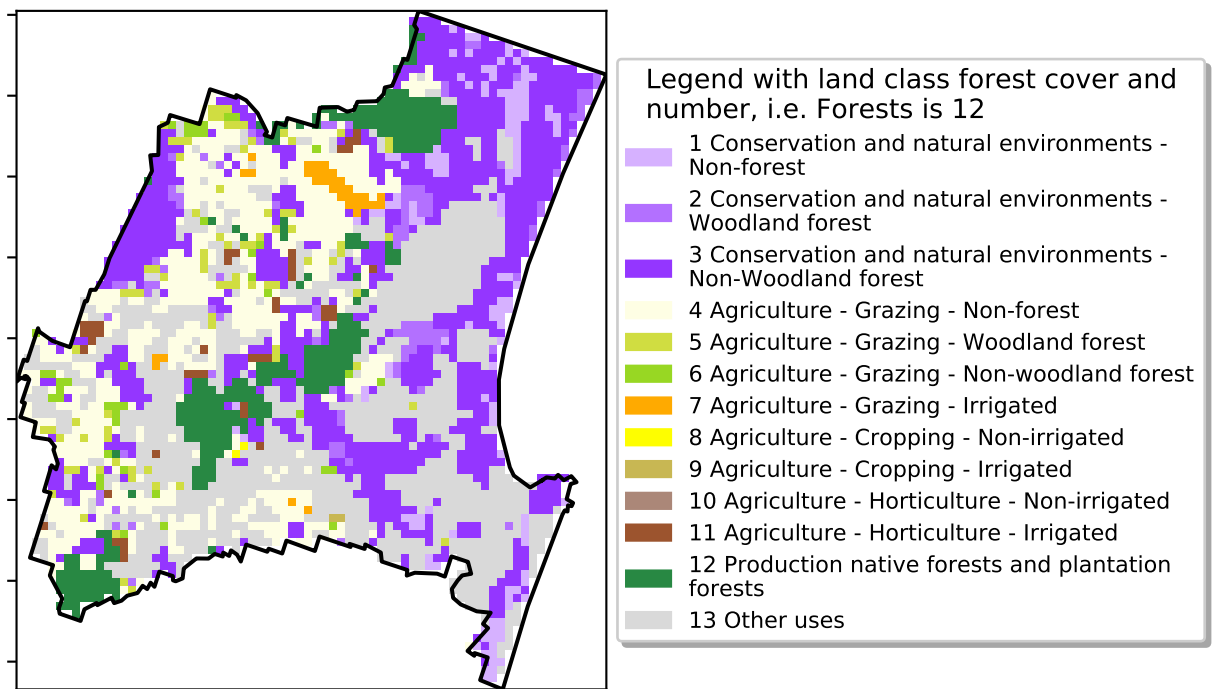 Legend with land class forest cover and
number, i.e. Forests is 12
1 Conservation and natural environments -
Non-forest
2 Conservation and natural environments -
Woodland forest
3 Conservation and natural environments -
Non-Woodland forest
4 Agriculture - Grazing - Non-forest
5 Agriculture - Grazing - Woodland forest
6 Agriculture - Grazing - Non-woodland forest
7 Agriculture - Grazing - Irrigated
8 Agriculture - Cropping - Non-irrigated
9 Agriculture - Cropping - Irrigated
10 Agriculture - Horticulture - Non-irrigated
11 Agriculture - Horticulture - Irrigated
12 Production native forests and plantation
forests
13 Other uses